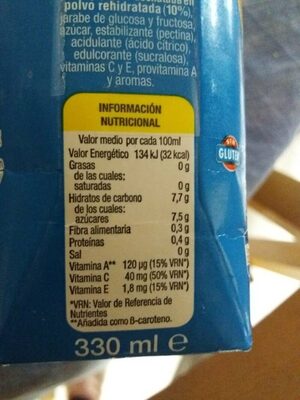 polvo rehidratada (10%),
jarabe de glucosa y fructosa,
azúcar, estabilizante (pectina),
acidulante (ácido cítrico),
edulcorante (sucralosa),
vitaminas C y E, provitamina A
y aromas.
INFORMACIÓN
NUTRICIONAL
Valor medio por cada 100ml
Valor Energético 134 kJ (32 kcal)
Grasas 0 g
de las cuales:
saturadas 0 g
Hidratos de carbono 7,7 g
de los cuales:
azúcares 7,5 g
Fibra alimentaria 0,3 g
Proteínas 0,4 g
Sal 0 g
Vitamina A** 120 µg (15% VRN*)
Vitamina C 40 mg (50% VRN*)
Vitamina E 1,8 mg (15% VRN*)
*VRN: Valor de Referencia de
Nutrientes
**Añadida como ß-caroteno.
SIN
GLUTEN
330 ml e